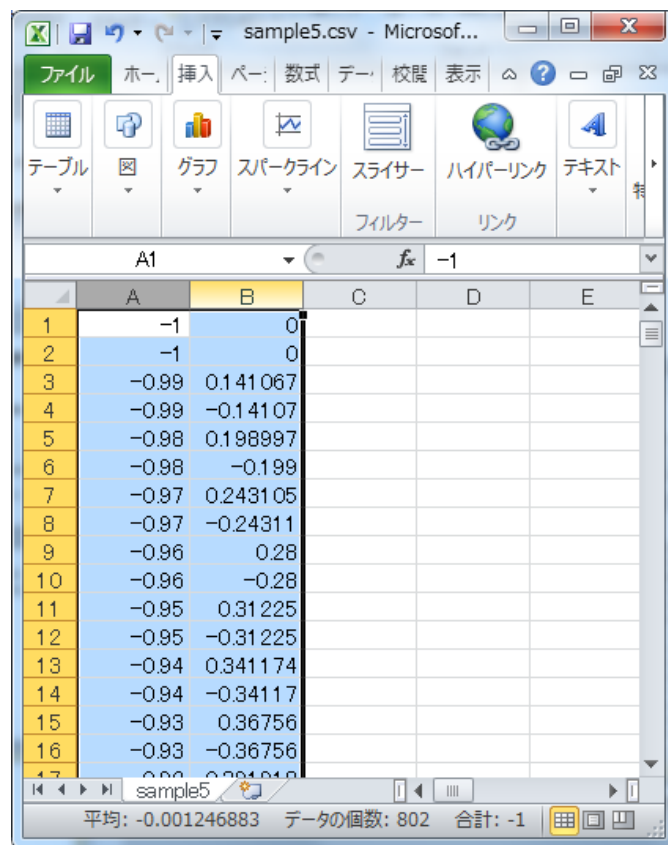 sample5.csv - Micro​sof...
ファイル ホー. 挿入 ペー: 数式 デー 校閲 表示
テーブル 図 グラフ スパークライン スライサー ハイパーリンク テキスト 特
フィルター リンク
A1 fx -1
A B C D E
1 -1 0
2 -1 0
3 -0.99 0.141067
4 -0.99 -0.14107
5 -0.98 0.198997
6 -0.98 -0.199
7 -0.97 0.243105
8 -0.97 -0.24311
9 -0.96 0.28
10 -0.96 -0.28
11 -0.95 0.31225
12 -0.95 -0.31225
13 -0.94 0.341174
14 -0.94 -0.34117
15 -0.93 0.36756
16 -0.93 -0.36756
sample5
平均: -0.001246883 データの個数: 802 合計: -1